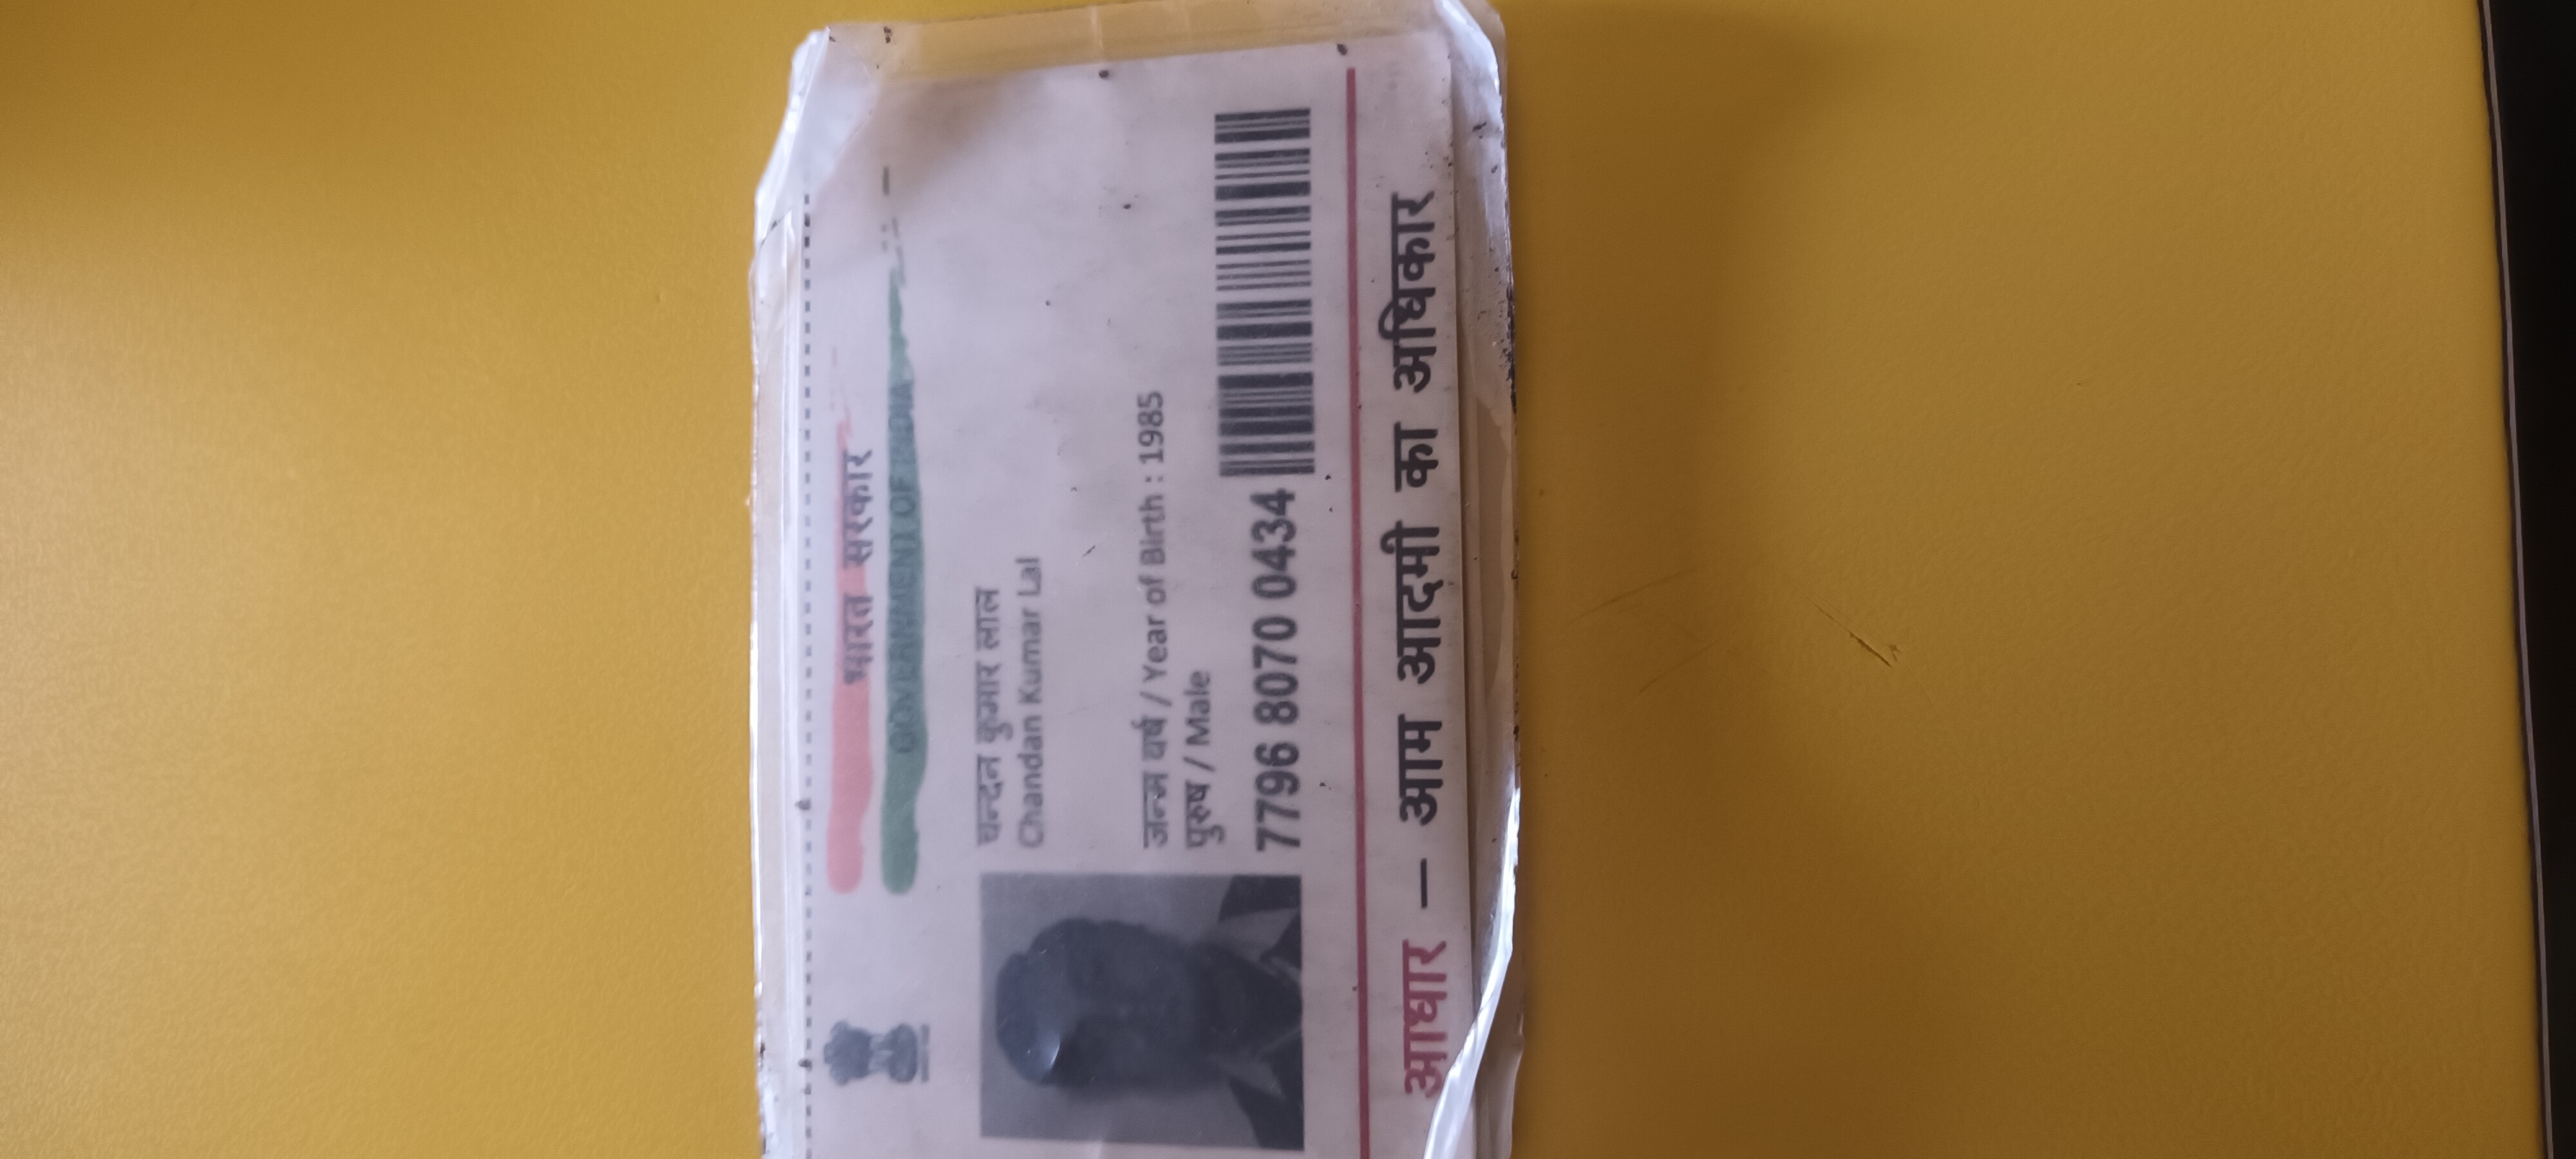 भारत सरकार
GOVERNMENT OF INDIA
चन्दन कुमार लाल
Chandan Kumar Lal
जन्म वर्ष / Year of Birth : 1985
पुरुष / Male
7796 8070 0434
आधार – आम आदमी का अधिकार